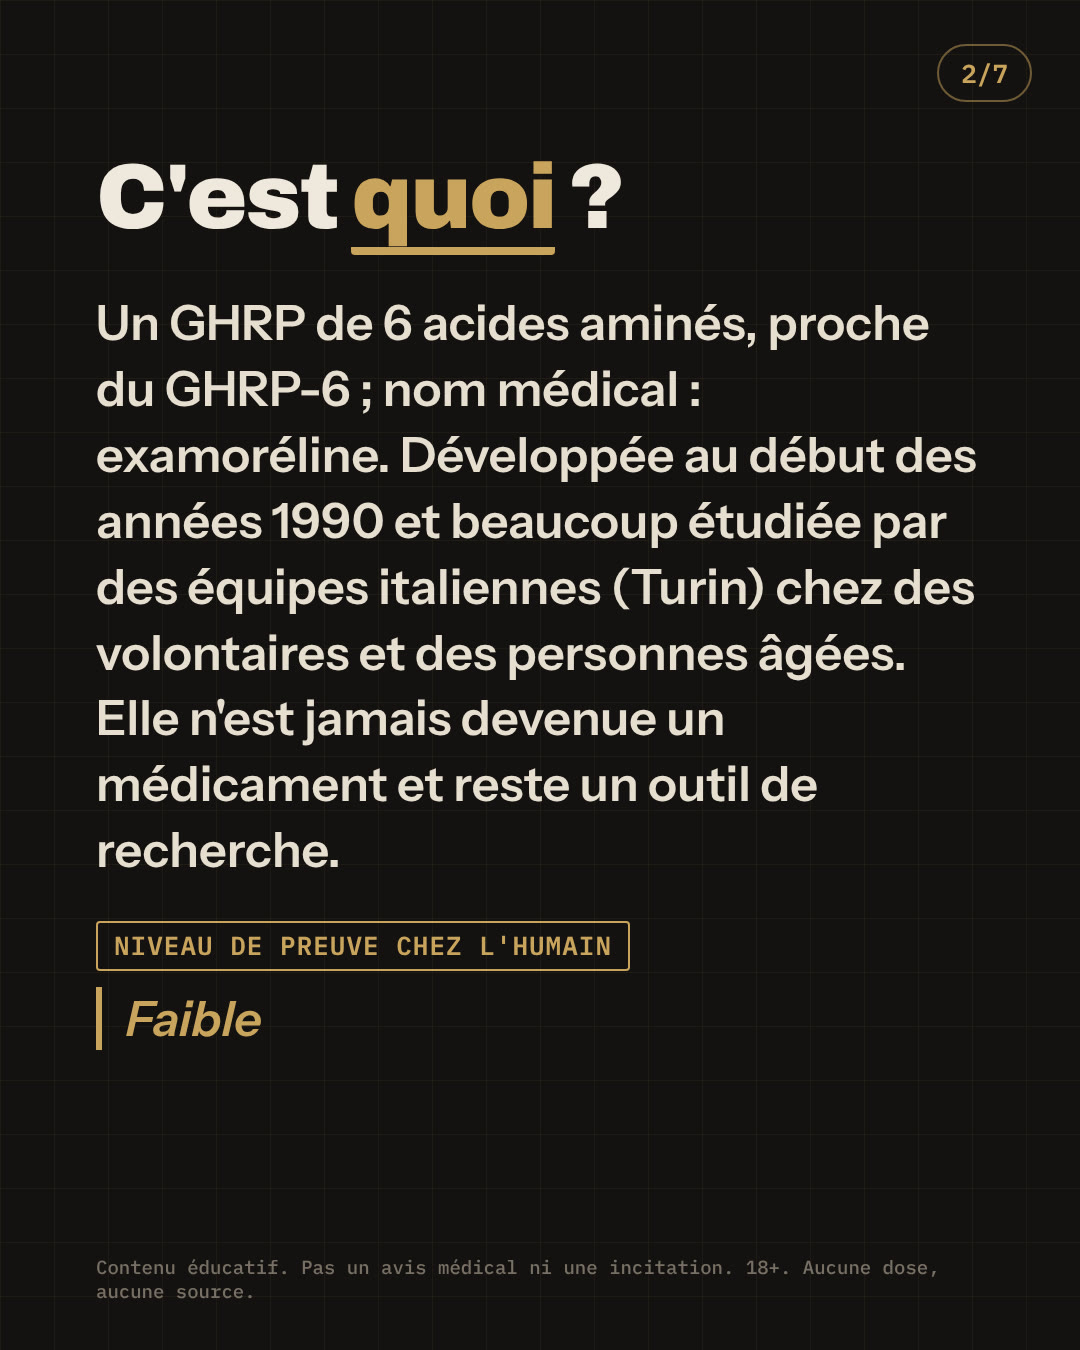 2/7
C'est quoi ?
Un GHRP de 6 acides aminés, proche
du GHRP-6 ; nom médical :
examoréline. Développée au début des
années 1990 et beaucoup étudiée par
des équipes italiennes (Turin) chez des
volontaires et des personnes âgées.
Elle n'est jamais devenue un
médicament et reste un outil de
recherche.
NIVEAU DE PREUVE CHEZ L'HUMAIN
Faible
Contenu éducatif. Pas un avis médical ni une incitation. 18+. Aucune dose,
aucune source.